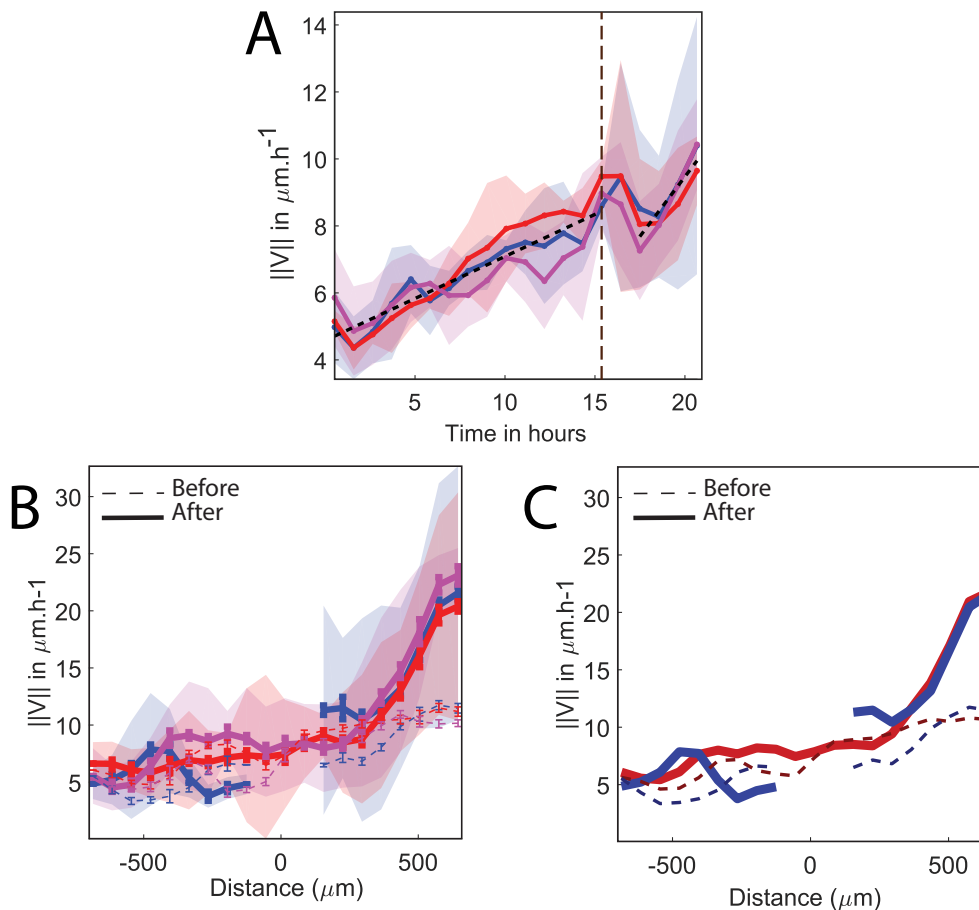 A
||V|| in μm.h⁻¹
14
12
10
8
6
4
5
10
15
20
Time in hours
B
||V|| in μm.h-1
30
25
20
15
10
5
Before
After
-500
0
500
Distance (μm)
C
||V|| in μm.h-1
30
25
20
15
10
5
Before
After
-500
0
500
Distance (μm)